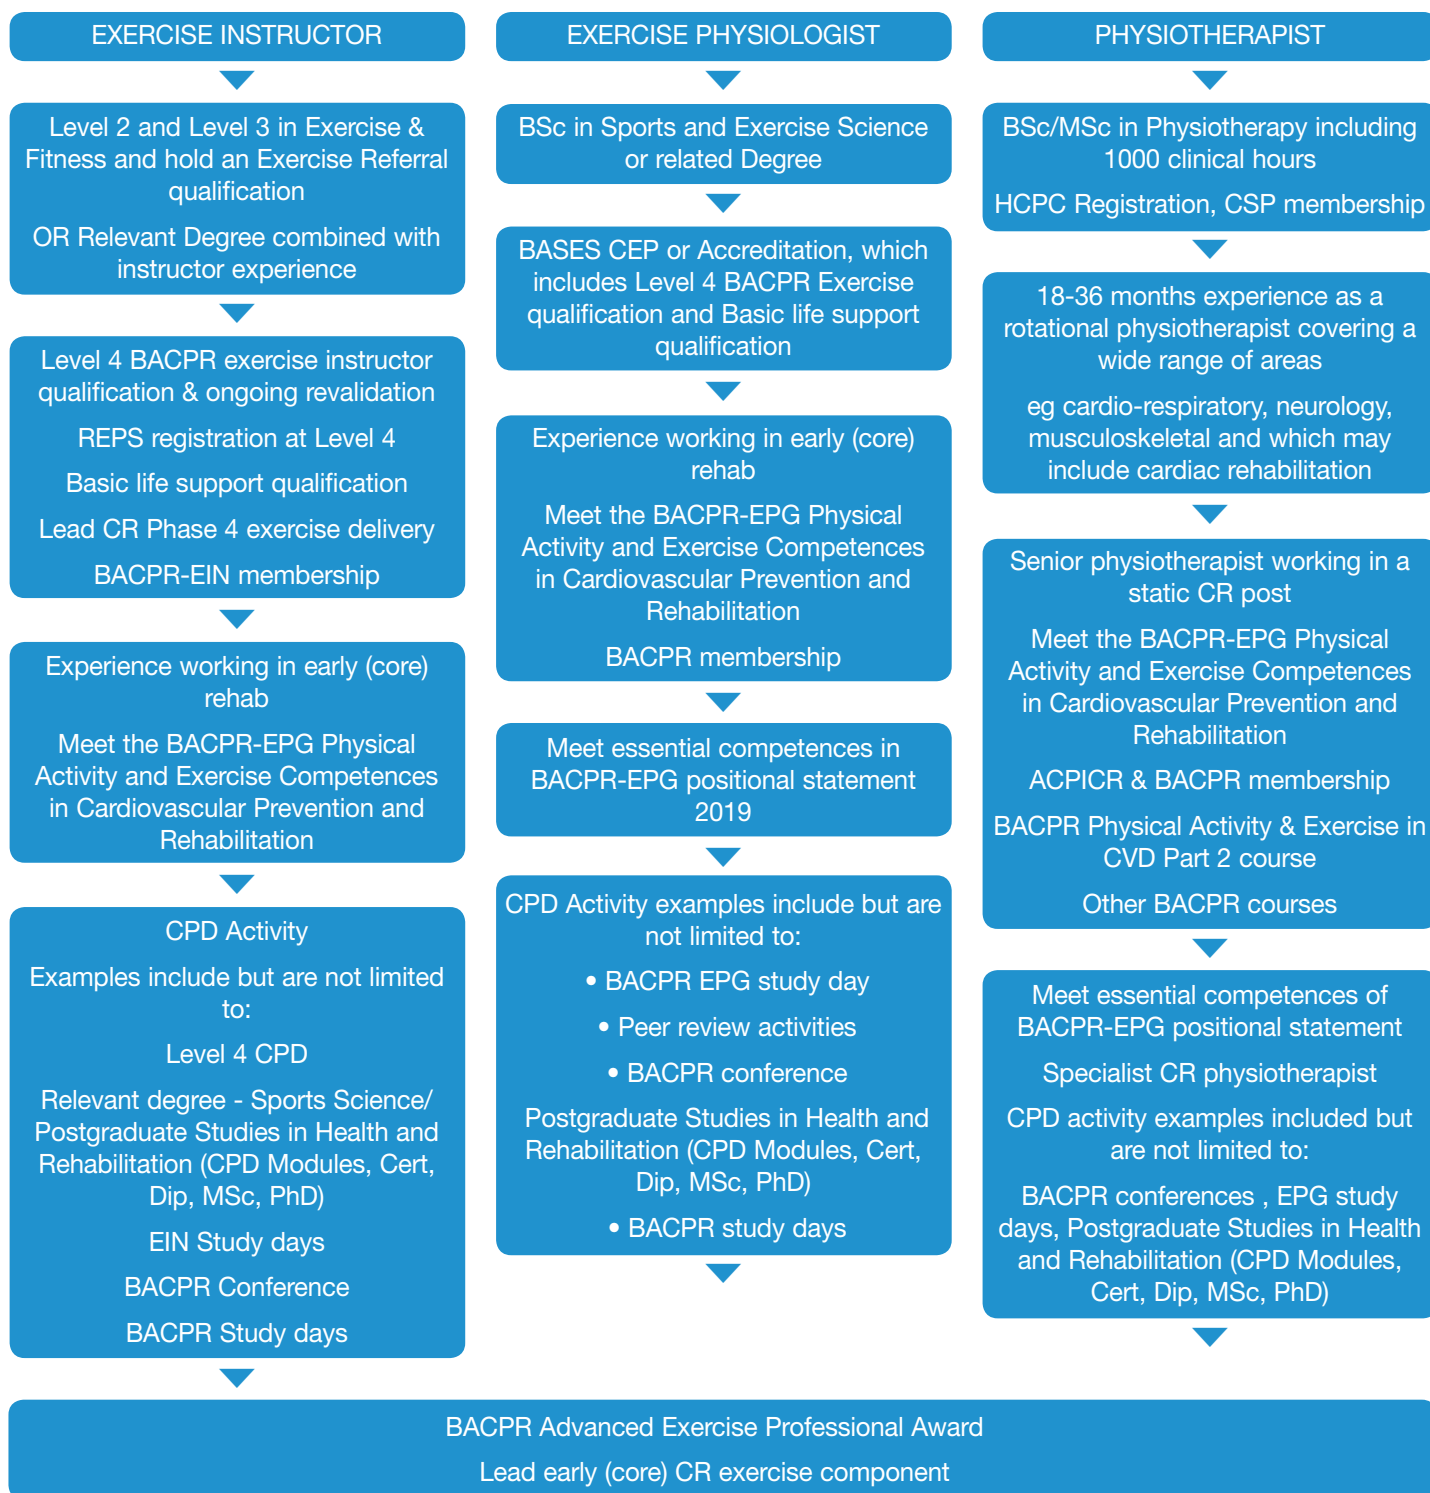 EXERCISE INSTRUCTOR
Level 2 and Level 3 in Exercise &
Fitness and hold an Exercise Referral
qualification
OR Relevant Degree combined with
instructor experience
Level 4 BACPR exercise instructor
qualification & ongoing revalidation
REPS registration at Level 4
Basic life support qualification
Lead CR Phase 4 exercise delivery
BACPR-EIN membership
Experience working in early (core)
rehab
Meet the BACPR-EPG Physical
Activity and Exercise Competences
in Cardiovascular Prevention and
Rehabilitation
CPD Activity
Examples include but are not limited
to:
Level 4 CPD
Relevant degree - Sports Science/
Postgraduate Studies in Health and
Rehabilitation (CPD Modules, Cert,
Dip, MSc, PhD)
EIN Study days
BACPR Conference
BACPR Study days
EXERCISE PHYSIOLOGIST
BSc in Sports and Exercise Science
or related Degree
BASES CEP or Accreditation, which
includes Level 4 BACPR Exercise
qualification and Basic life support
qualification
Experience working in early (core)
rehab
Meet the BACPR-EPG Physical
Activity and Exercise Competences
in Cardiovascular Prevention and
Rehabilitation
BACPR membership
Meet essential competences in
BACPR-EPG positional statement
2019
CPD Activity examples include but are
not limited to:
• BACPR EPG study day
• Peer review activities
• BACPR conference
Postgraduate Studies in Health and
Rehabilitation (CPD Modules, Cert,
Dip, MSc, PhD)
• BACPR study days
PHYSIOTHERAPIST
BSc/MSc in Physiotherapy including
1000 clinical hours
HCPC Registration, CSP membership
18-36 months experience as a
rotational physiotherapist covering a
wide range of areas
eg cardio-respiratory, neurology,
musculoskeletal and which may
include cardiac rehabilitation
Senior physiotherapist working in a
static CR post
Meet the BACPR-EPG Physical
Activity and Exercise Competences
in Cardiovascular Prevention and
Rehabilitation
ACPICR & BACPR membership
BACPR Physical Activity & Exercise in
CVD Part 2 course
Other BACPR courses
Meet essential competences of
BACPR-EPG positional statement
Specialist CR physiotherapist
CPD activity examples included but
are not limited to:
BACPR conferences , EPG study
days, Postgraduate Studies in Health
and Rehabilitation (CPD Modules,
Cert, Dip, MSc, PhD)
BACPR Advanced Exercise Professional Award
Lead early (core) CR exercise component